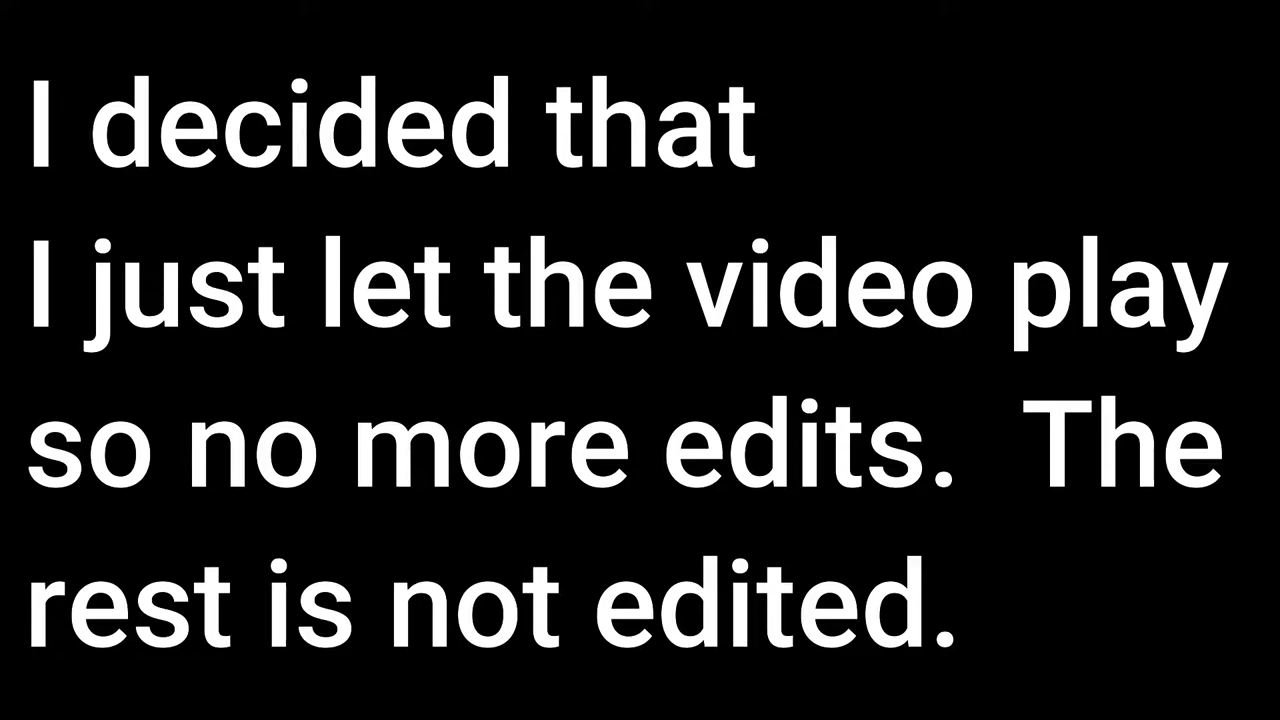 I decided that
I just let the video play
so no more edits.  The
rest is not edited.